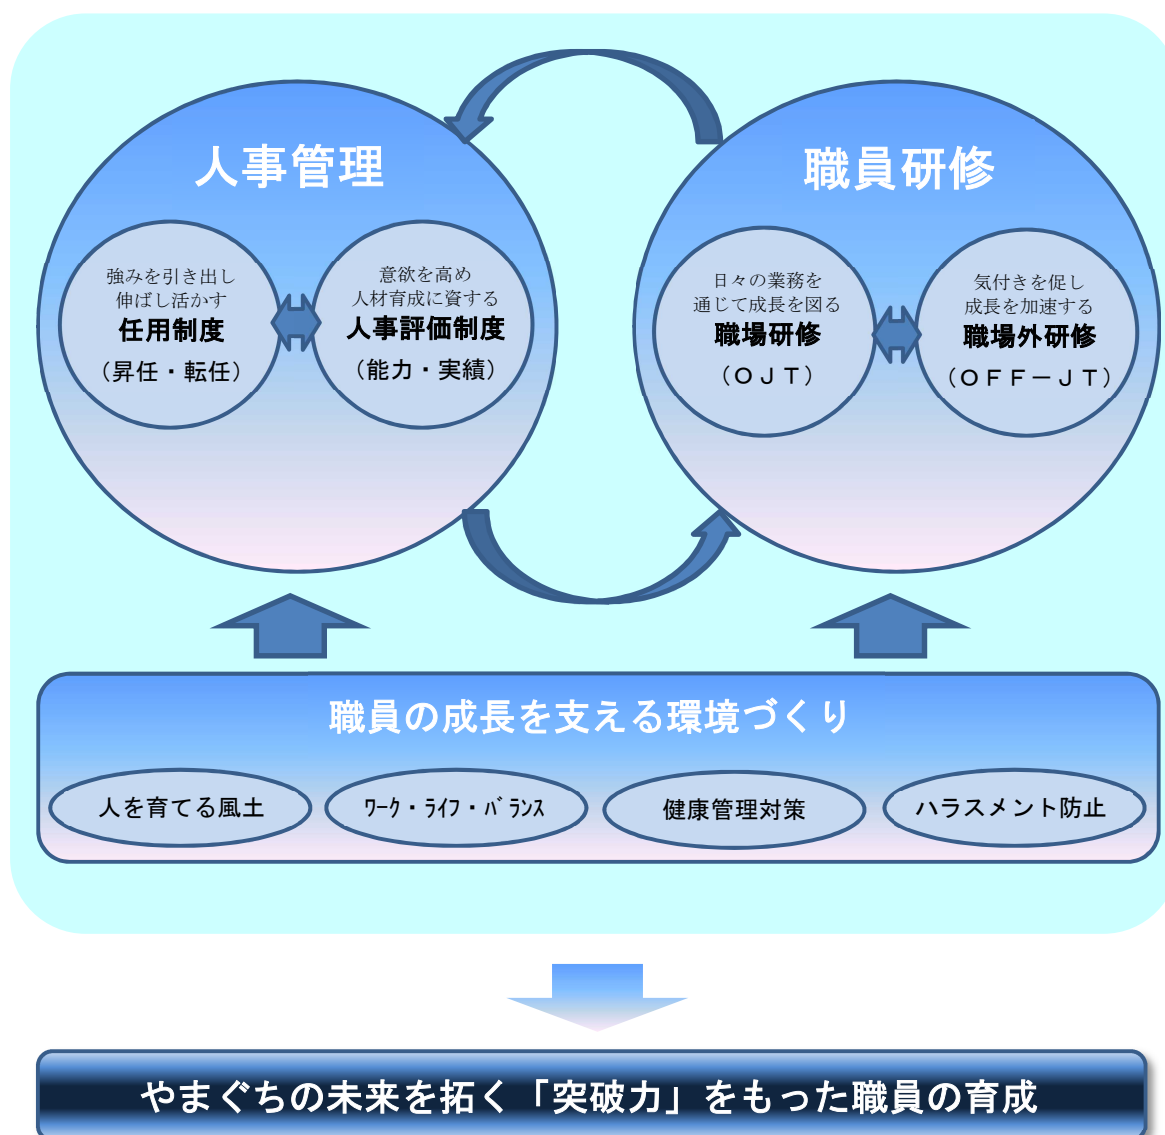 人事管理
強みを引き出し
伸ばし活かす
任用制度
（昇任・転任）
意欲を高め
人材育成に資する
人事評価制度
（能力・実績）
職員研修
日々の業務を
通じて成長を図る
職場研修
（ＯＪＴ）
気付きを促し
成長を加速する
職場外研修
（ＯＦＦ－ＪＴ）
職員の成長を支える環境づくり
人を育てる風土
ﾜｰｸ・ﾗｲﾌ・ﾊﾞﾗﾝｽ
健康管理対策
ハラスメント防止
やまぐちの未来を拓く「突破力」をもった職員の育成